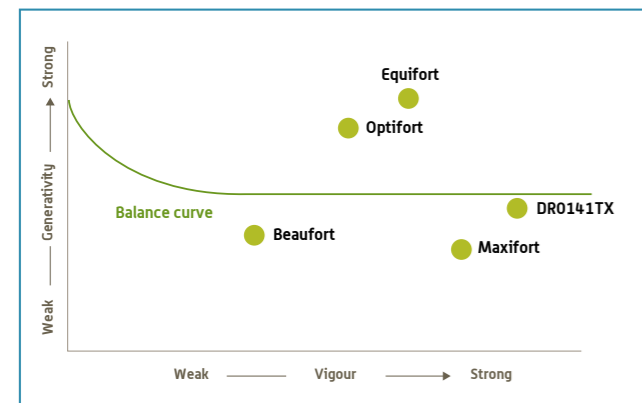 Strong
Generativity
Weak
Equifort
Optifort
Balance curve
DR0141TX
Beaufort
Maxifort
Weak
Vigour
Strong